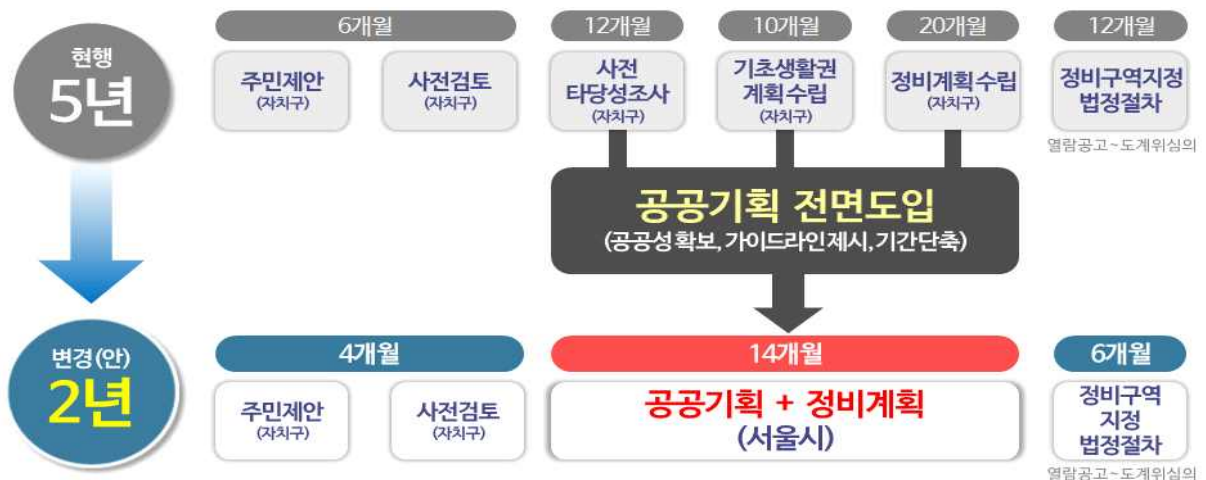 현행
5년
6개월
12개월
10개월
20개월
12개월
주민제안
(자치구)
사전검토
(자치구)
사전
타당성조사
(자치구)
기초생활권
계획수립
(자치구)
정비계획수립
(자치구)
정비구역지정
법정절차
열람공고~도계위심의
공공기획 전면도입
(공공성 확보, 가이드라인 제시, 기간단축)
변경(안)
2년
4개월
14개월
6개월
주민제안
(자치구)
사전검토
(자치구)
공공기획 + 정비계획
(서울시)
정비구역
지정
법정절차
열람공고~도계위심의